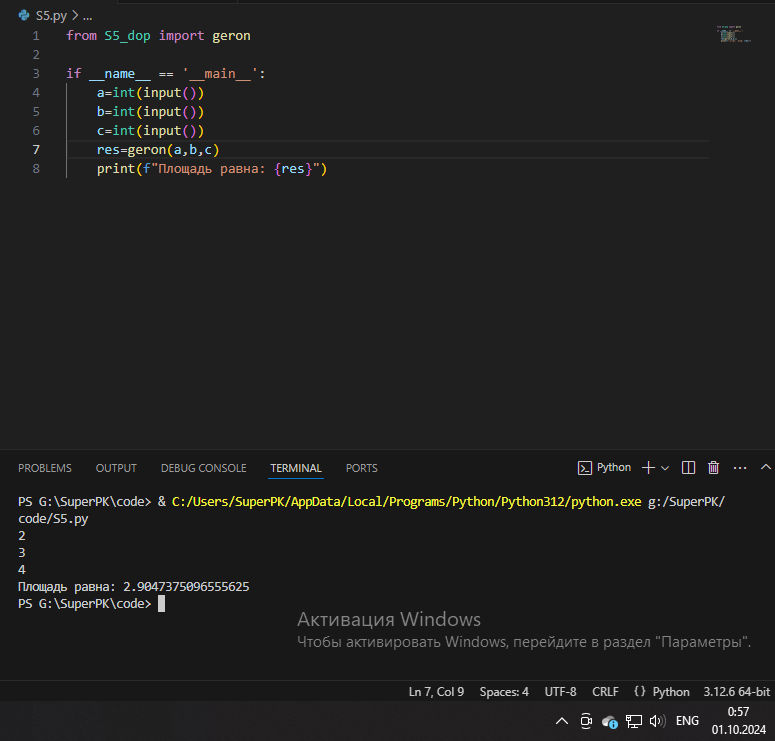 S5.py > ...
1 from S5_dop import geron
2
3 if __name__ == '__main__':
4 a=int(input())
5 b=int(input())
6 c=int(input())
7 res=geron(a,b,c)
8 print(f"Площадь равна: {res}")
PROBLEMS OUTPUT DEBUG CONSOLE TERMINAL PORTS Python
PS G:\SuperPK\code> & C:/Users/SuperPK/AppData/Local/Programs/Python/Python312/python.exe g:/SuperPK/
code/S5.py
2
3
4
Площадь равна: 2.9047375096555625
PS G:\SuperPK\code>
Активация Windows
Чтобы активировать Windows, перейдите в раздел "Параметры".
Ln 7, Col 9 Spaces: 4 UTF-8 CRLF {} Python 3.12.6 64-bit
ENG 0:57
01.10.2024